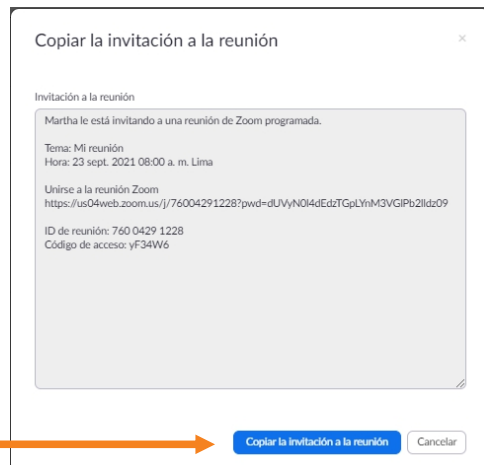 Copiar la invitación a la reunión
Invitación a la reunión
Martha le está invitando a una reunión de Zoom programada.
Tema: Mi reunión
Hora: 23 sept. 2021 08:00 a. m. Lima
Unirse a la reunión Zoom
https://us04web.zoom.us/j/76004291228?pwd=dUVyN0l4dEdzTGpLYnM3VGlPb2lIdz09
ID de reunión: 760 0429 1228
Código de acceso: yF34W6
Copiar la invitación a la reunión
Cancelar